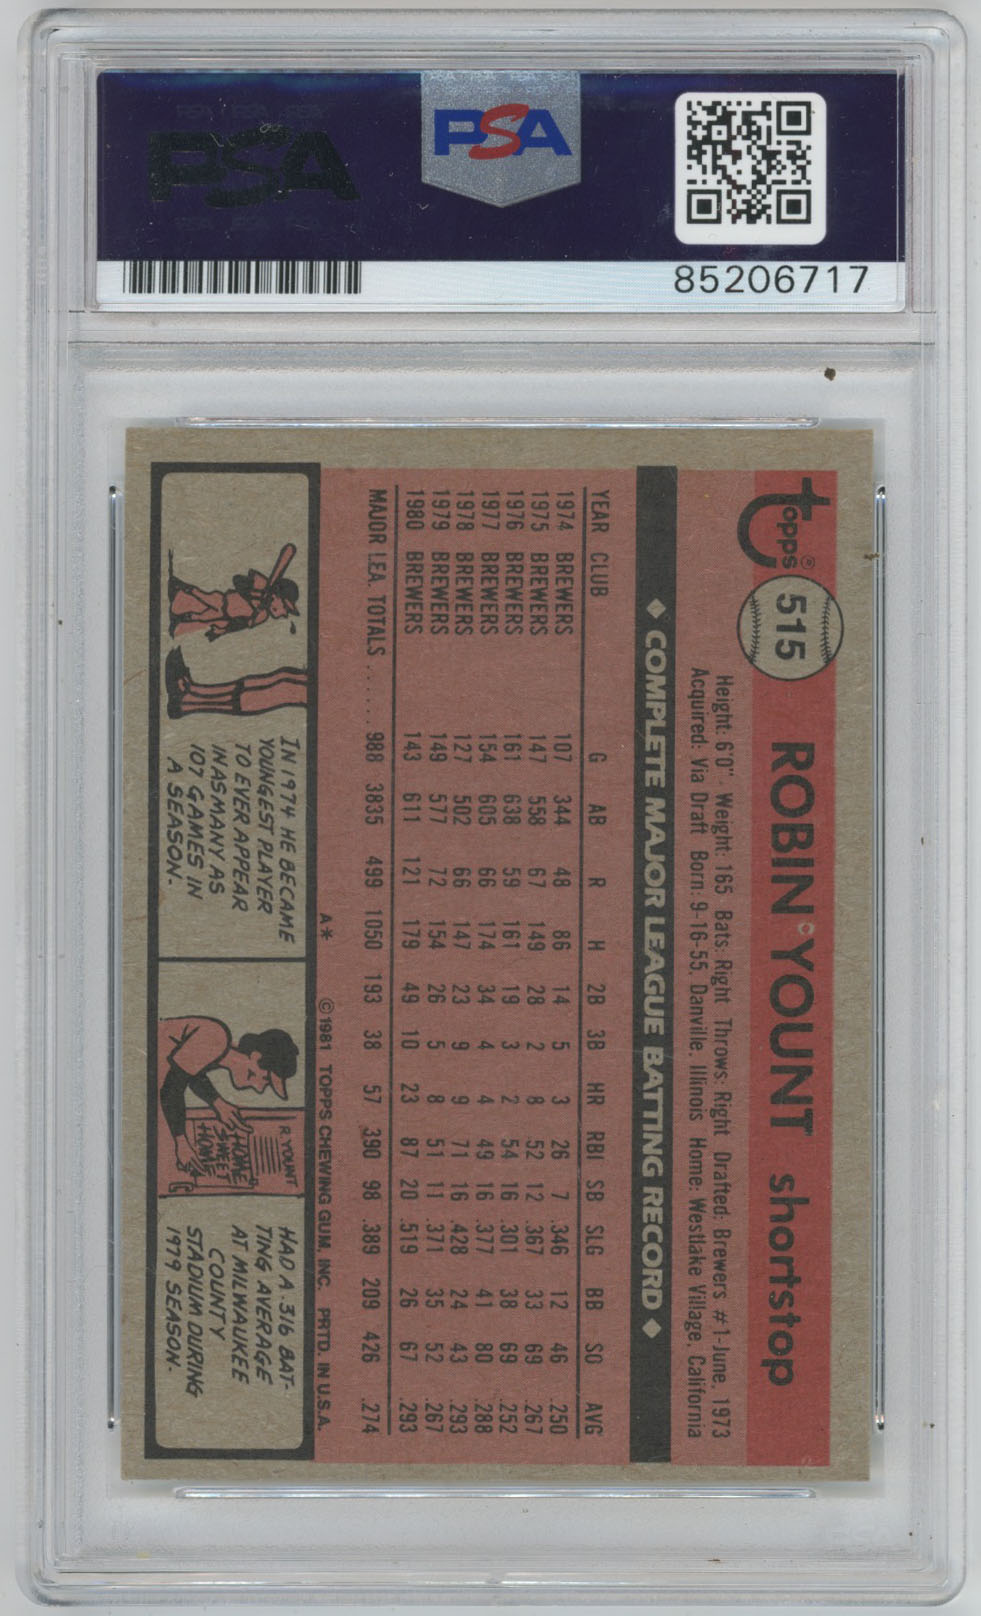 PSA
PSA
85206717
Topps®
515
ROBIN YOUNT shortstop
Height: 6'0" Weight: 165 Bats: Right Throws: Right Drafted: Brewers #1-June, 1973
Acquired: Via Draft Born: 9-16-55, Danville, Illinois Home: Westlake Village, California
◆ COMPLETE MAJOR LEAGUE BATTING RECORD ◆
YEAR CLUB G AB R H 2B 3B HR RBI SB SLG BB SO AVG
1974 BREWERS 107 344 48 86 14 5 3 26 7 .346 12 46 .250
1975 BREWERS 147 558 67 149 28 2 8 52 12 .367 33 69 .267
1976 BREWERS 161 638 59 161 19 3 2 54 16 .301 38 69 .252
1977 BREWERS 154 605 66 174 34 4 4 49 16 .377 41 80 .288
1978 BREWERS 127 502 66 147 23 9 9 71 16 .428 24 43 .293
1979 BREWERS 149 577 72 154 26 5 8 51 11 .371 35 52 .267
1980 BREWERS 143 611 121 179 49 10 23 87 20 .519 26 67 .293
MAJOR LEA. TOTALS ...... 988 3835 499 1050 193 38 57 390 98 .389 209 426 .274
A* ©1981 TOPPS CHEWING GUM, INC. PRTD. IN U.S.A.
IN 1974 HE BECAME
YOUNGEST PLAYER
TO EVER APPEAR
IN AS MANY AS
107 GAMES IN
A SEASON.
R. YOUNT
HOME
SWEET
HOME
HAD A .316 BAT-
TING AVERAGE
AT MILWAUKEE
COUNTY
STADIUM DURING
1979 SEASON.